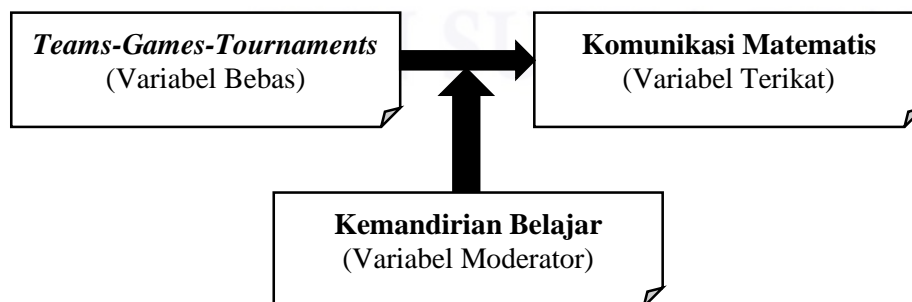 Teams-Games-Tournaments
(Variabel Bebas)
Komunikasi Matematis
(Variabel Terikat)
Kemandirian Belajar
(Variabel Moderator)